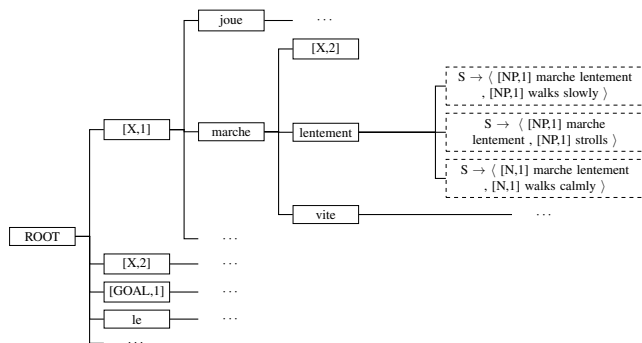 joue ...
[X,2]
S → ⟨ [NP,1] marche lentement
, [NP,1] walks slowly ⟩
[X,1] marche lentement
S → ⟨ [NP,1] marche
lentement , [NP,1] strolls ⟩
S → ⟨ [N,1] marche lentement
, [N,1] walks calmly ⟩
vite ...
ROOT
...
[X,2] ...
[GOAL,1] ...
le ...
...